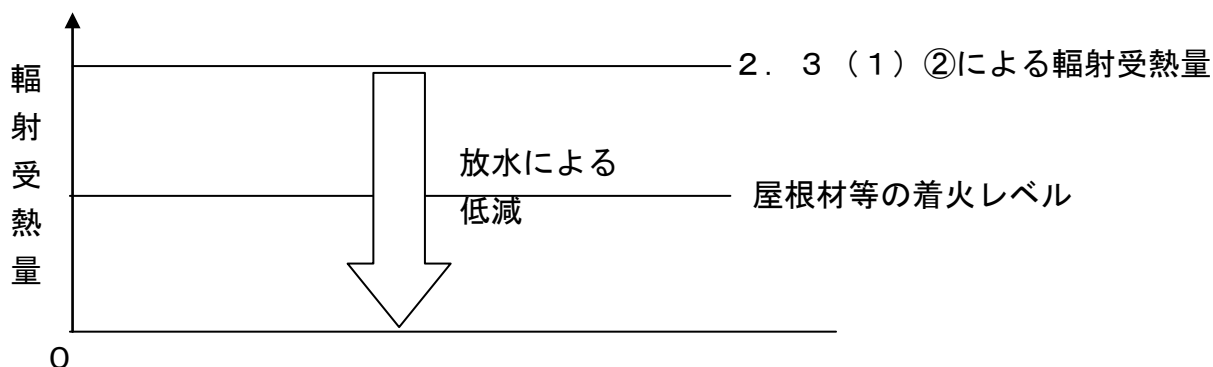 ２．３（１）②による輻射受熱量
輻射受熱量
放水による
低減
屋根材等の着火レベル
０